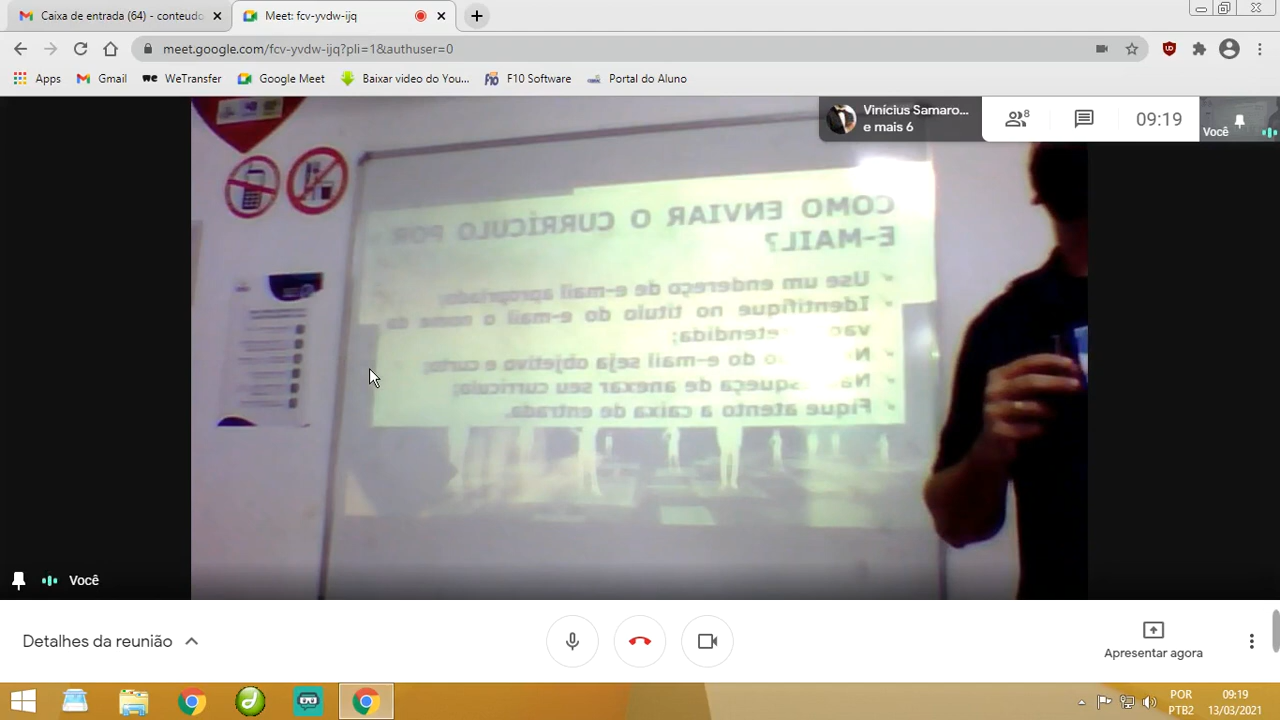 Caixa de entrada (64) - conteudo
Meet: fcv-yvdw-ijq
meet.google.com/fcv-yvdw-ijq?pli=1&authuser=0
Apps
Gmail
WeTransfer
Google Meet
Baixar video do You...
F10 Software
Portal do Aluno
Vinícius Samaro...
e mais 6
8
09:19
Você
COMO ENVIAR O CURRÍCULO POR
E-MAIL?
Use um endereço de e-mail apropriado;
Identifique no título do e-mail o nome da
etendida;
do e-mail seja objetivo e curto;
queça de anexar seu currículo;
Fique atento a caixa de entrada.
Você
Detalhes da reunião
Apresentar agora
POR
PTB2
09:19
13/03/2021